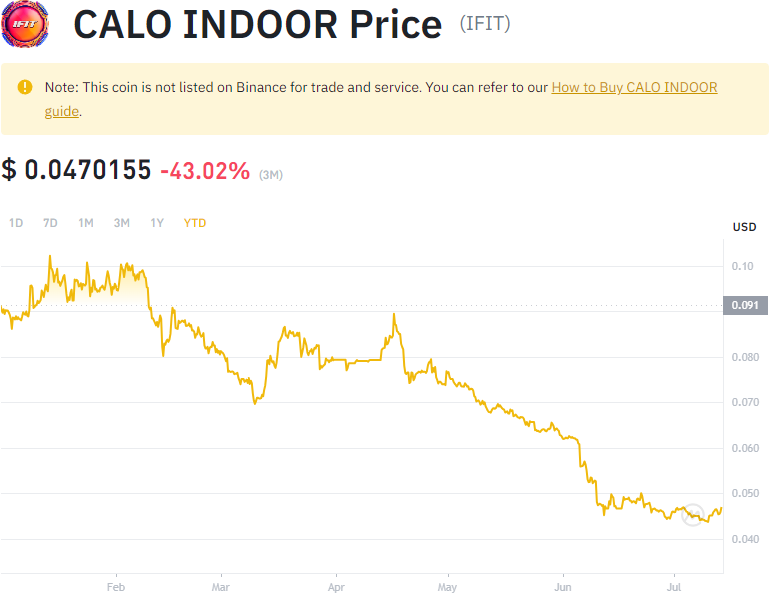 IFIT
CALO INDOOR Price (IFIT)
Note: This coin is not listed on Binance for trade and service. You can refer to our How to Buy CALO INDOOR
guide.
$ 0.0470155 -43.02% (3M)
1D 7D 1M 3M 1Y YTD
USD
0.10
0.091
0.080
0.070
0.060
0.050
0.040
Feb Mar Apr May Jun Jul